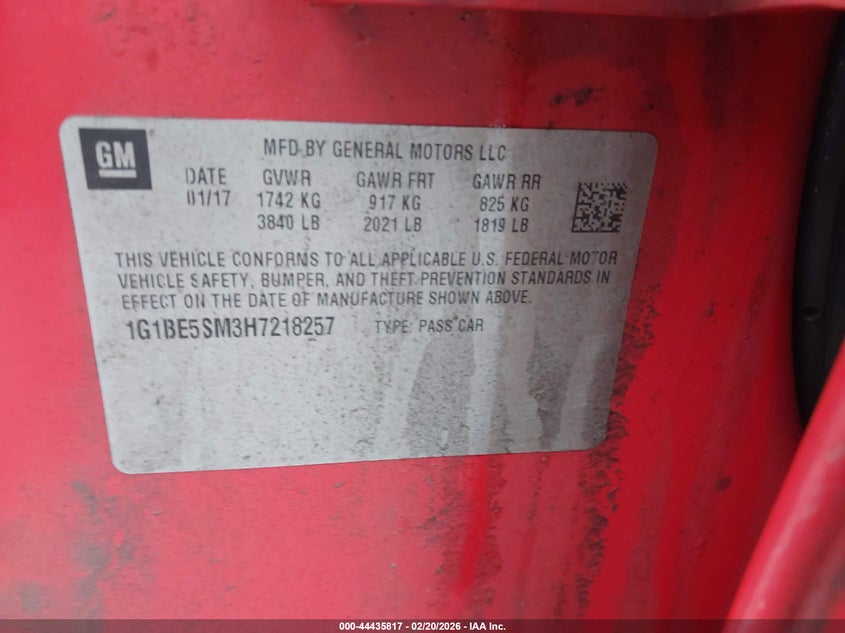 GM
MFD BY GENERAL MOTORS LLC
DATE GVWR GAWR FRT GAWR RR
01/17 1742 KG 917 KG 825 KG
3840 LB 2021 LB 1819 LB
THIS VEHICLE CONFORMS TO ALL APPLICABLE U.S. FEDERAL MOTOR
VEHICLE SAFETY, BUMPER, AND THEFT PREVENTION STANDARDS IN
EFFECT ON THE DATE OF MANUFACTURE SHOWN ABOVE.
1G1BE5SM3H7218257 TYPE: PASS CAR
000-44435817 - 02/20/2026 - IAA Inc.